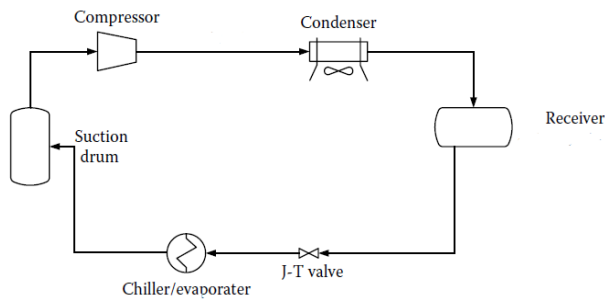 Compressor
Condenser
Receiver
Suction
drum
J-T valve
Chiller/evaporater